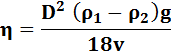 η = D² (ρ₁ − ρ₂)g / 18v